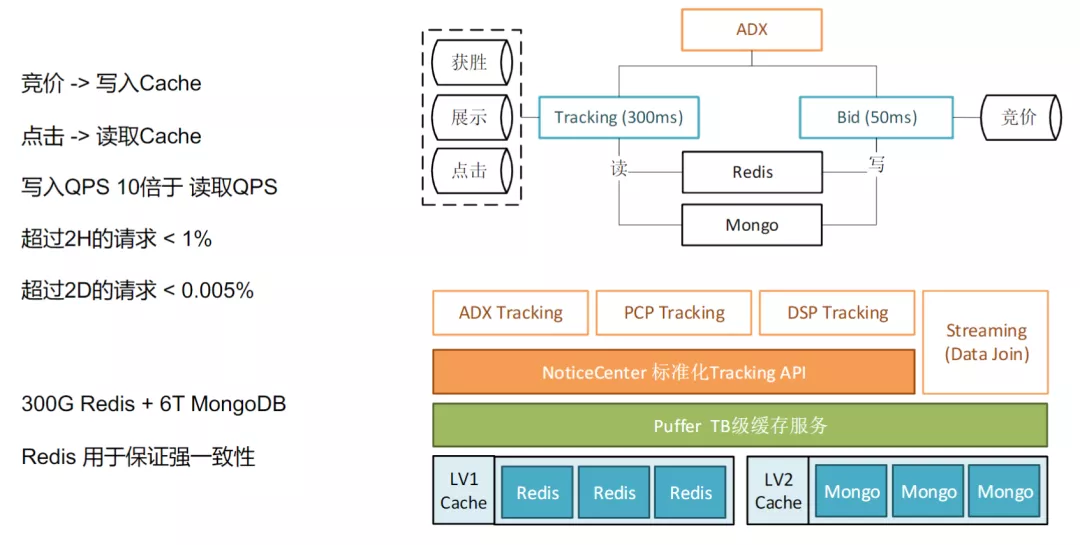 竞价 -> 写入Cache
点击 -> 读取Cache
写入QPS 10倍于 读取QPS
超过2H的请求 < 1%
超过2D的请求 < 0.005%
300G Redis + 6T MongoDB
Redis 用于保证强一致性
ADX
获胜
展示
点击
Tracking (300ms)
Bid (50ms)
竞价
读
写
Redis
Mongo
ADX Tracking
PCP Tracking
DSP Tracking
Streaming
(Data Join)
NoticeCenter 标准化Tracking API
Puffer TB级缓存服务
LV1
Cache
Redis
Redis
Redis
LV2
Cache
Mongo
Mongo
Mongo